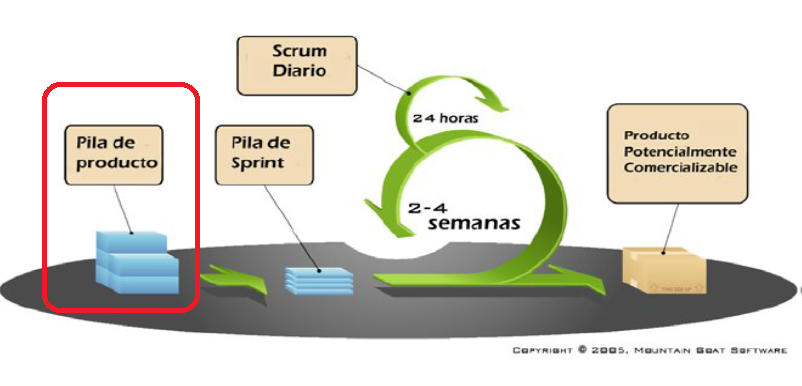 Scrum
Diario
24 horas
Pila de
producto
Pila de
Sprint
Producto
Potencialmente
Comercializable
2-4
semanas
COPYRIGHT © 2005, MOUNTAIN GOAT SOFTWARE